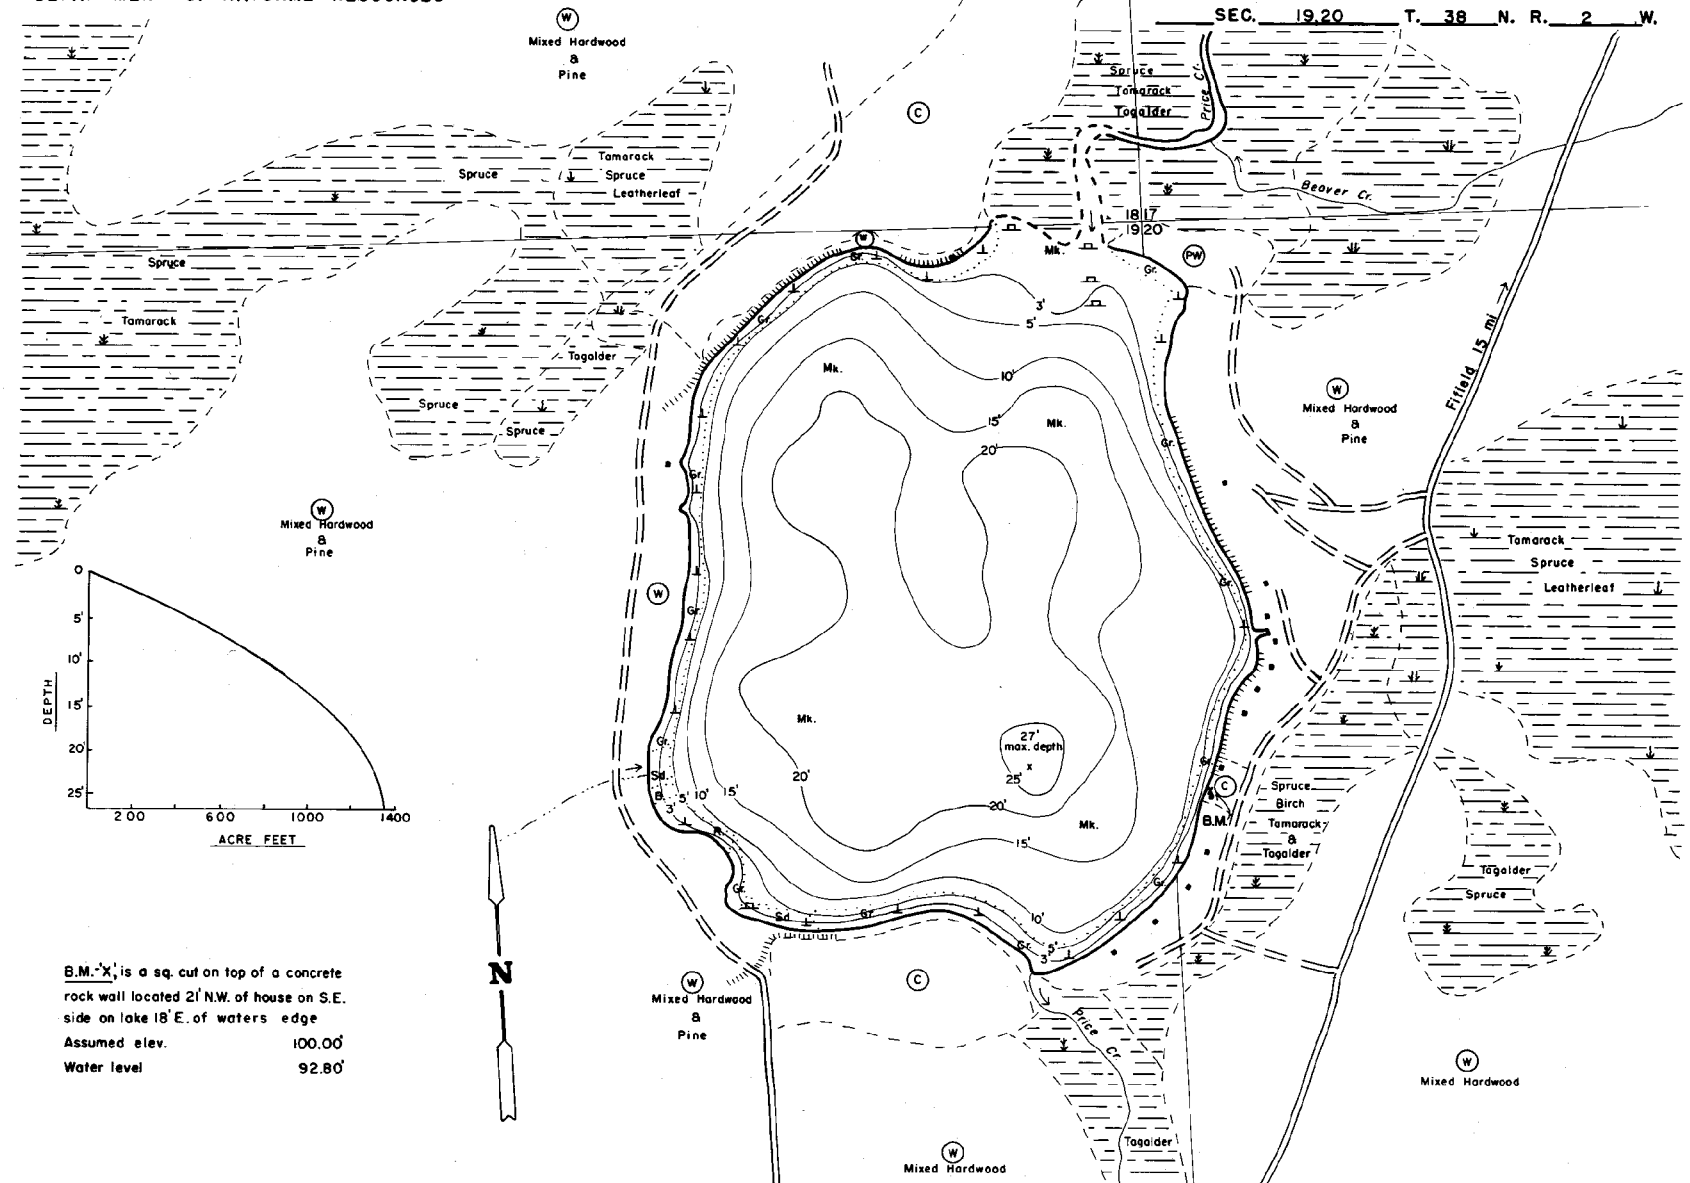 SEC. 19,20 T. 38 N. R. 2 W.
W
Mixed Hardwood
&
Pine
C
Spruce
Tamarack
Tagalder
Price Cr.
Beaver Cr.
Tamarack
Spruce
Leatherleaf
Spruce
18 17
19 20
W
Mk.
PW
Spruce
Sr.
Gr.
Gr.
3'
5'
Tamarack
Fifield 15 mi
Tagalder
Mk.
10'
W
Mixed Hardwood
&
Pine
Spruce
15'
Mk.
Spruce
20'
Gr.
Gr.
W
Mixed Hardwood
&
Pine
Tamarack
Spruce
Leatherleaf
0
5'
10'
15'
20'
25'
DEPTH
200
600
1000
1400
ACRE FEET
W
Gr.
Gr.
Gr.
Mk.
27'
max. depth
x
25'
Gr.
Sd.
B.
3'
5'
10'
15'
20'
20'
C
B.M.
Mk.
R
15'
Spruce
Birch
Tamarack
&
Tagalder
Tagalder
Spruce
Gr.
Sd.
Gr.
10'
Gr.
Gr.
5'
3'
N
B.M.-'X', is a sq. cut on top of a concrete
rock wall located 21' N.W. of house on S.E.
side on lake 18' E. of waters edge
Assumed elev. 100.00'
Water level 92.80'
W
Mixed Hardwood
&
Pine
C
Price Cr.
W
Mixed Hardwood
Tagalder
W
Mixed Hardwood